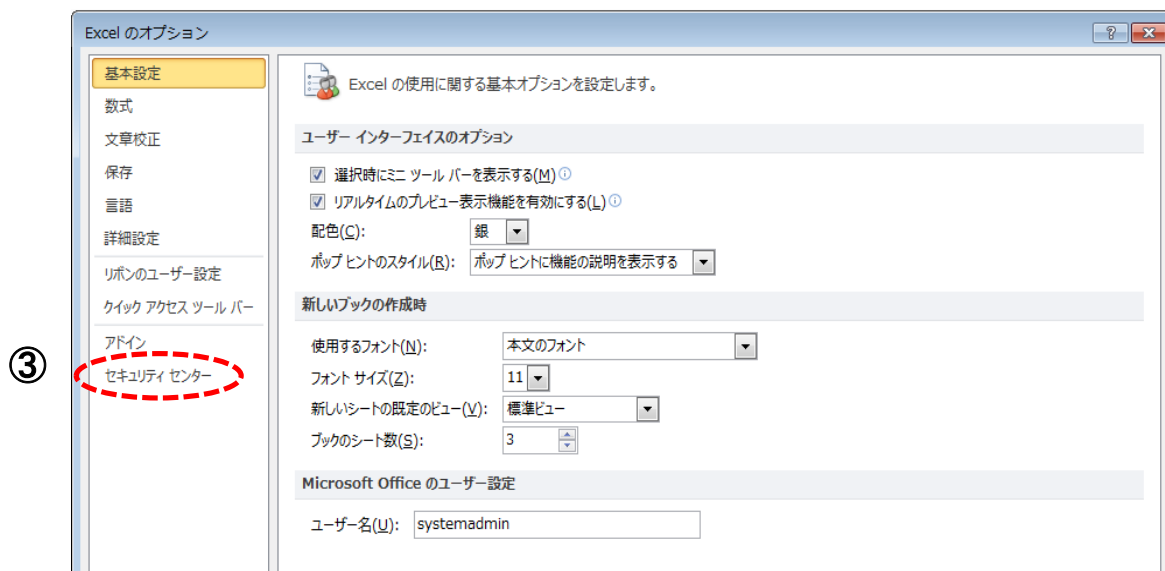 Excel のオプション
基本設定
数式
文章校正
保存
言語
詳細設定
リボンのユーザー設定
クイック アクセス ツール バー
アドイン
③
セキュリティ センター
Excel の使用に関する基本オプションを設定します。
ユーザー インターフェイスのオプション
選択時にミニ ツール バーを表示する(M)
リアルタイムのプレビュー表示機能を有効にする(L)
配色(C): 銀
ポップ ヒントのスタイル(R): ポップ ヒントに機能の説明を表示する
新しいブックの作成時
使用するフォント(N): 本文のフォント
フォント サイズ(Z): 11
新しいシートの既定のビュー(V): 標準ビュー
ブックのシート数(S): 3
Microsoft Office のユーザー設定
ユーザー名(U): systemadmin